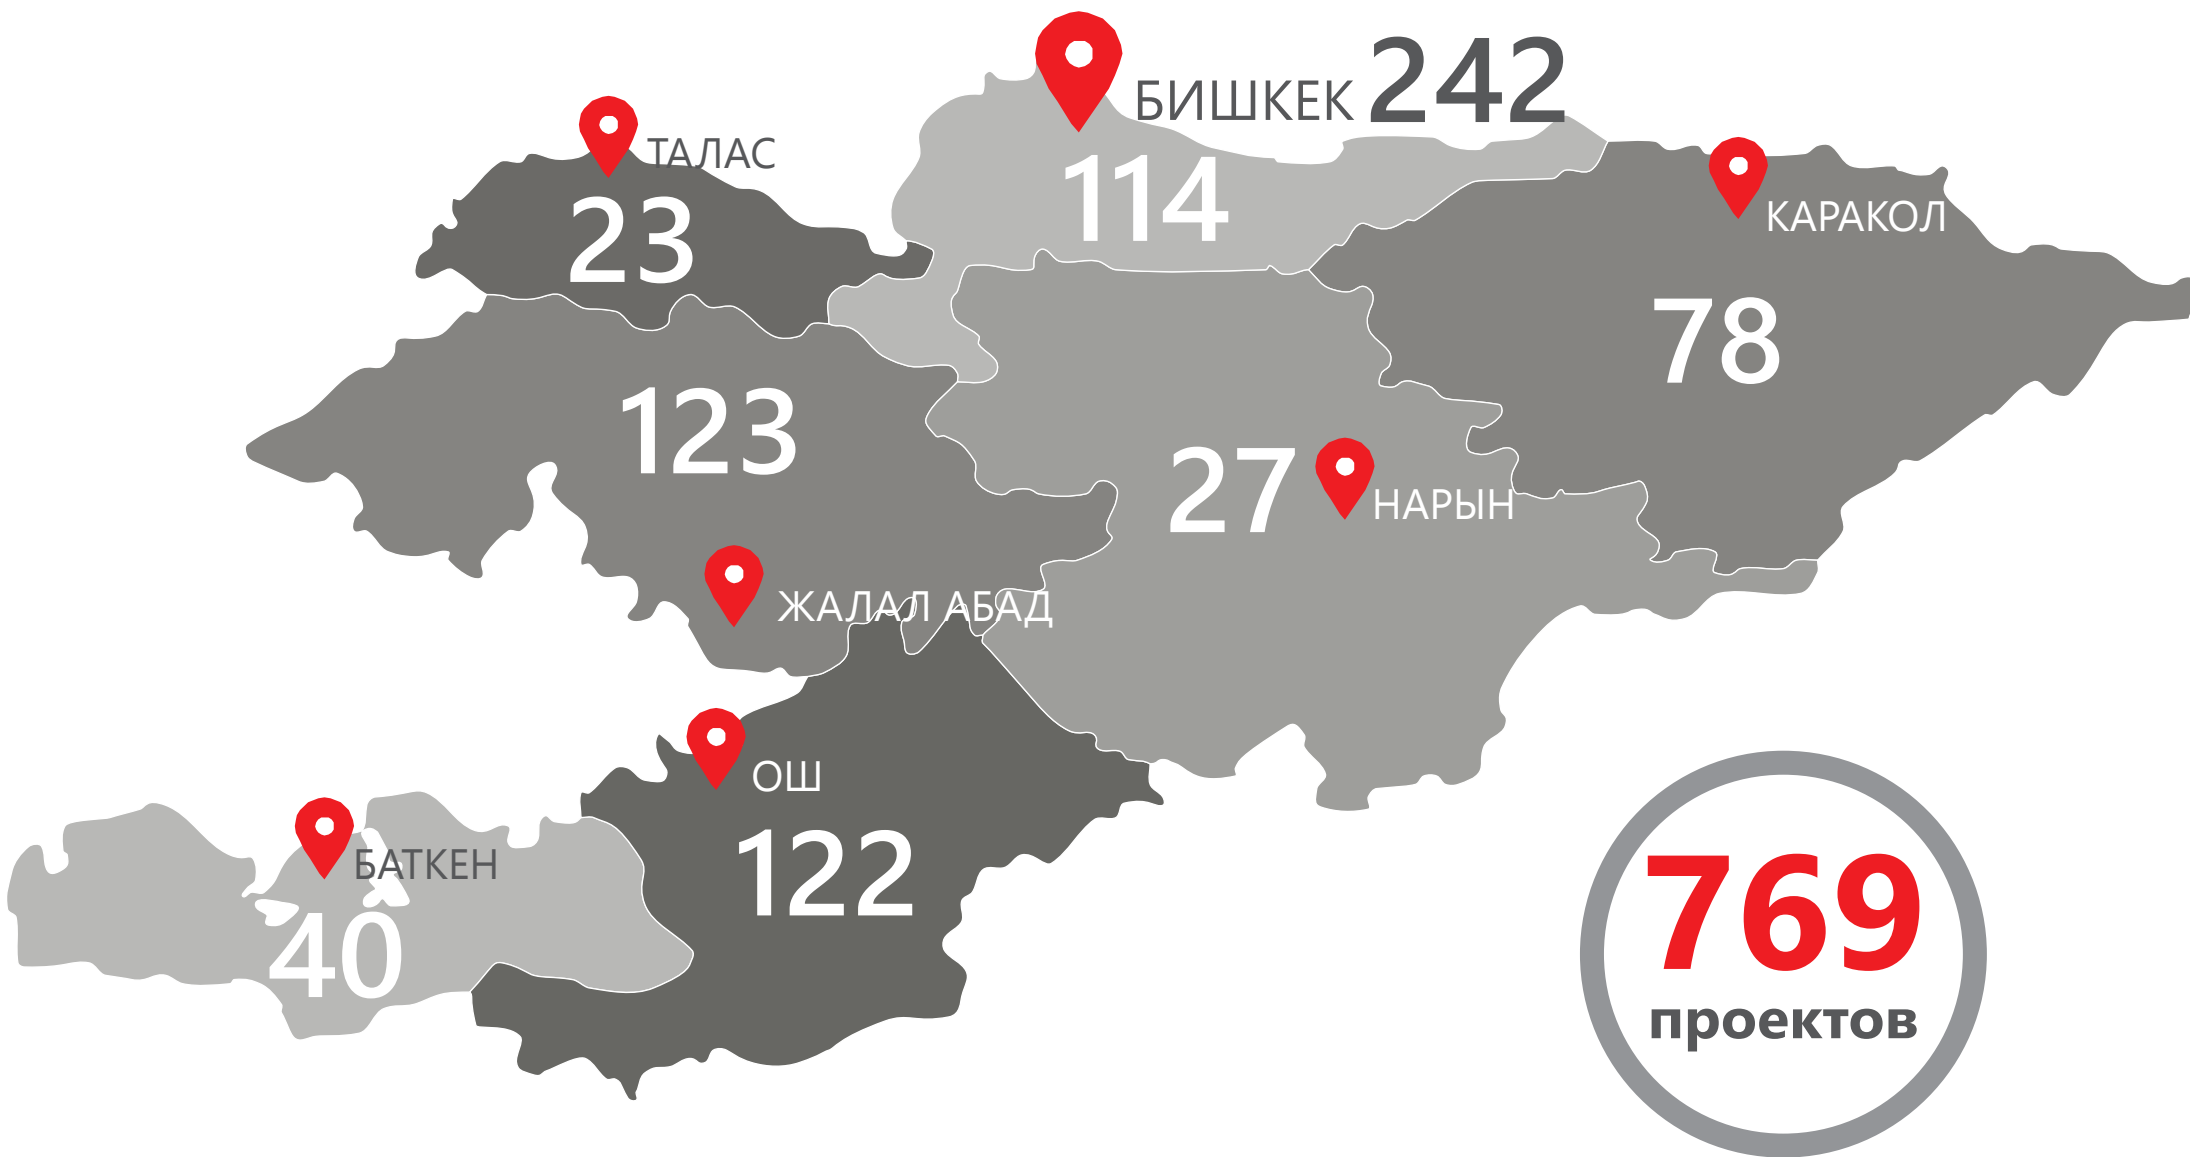 БИШКЕК 242
ТАЛАС
114
23
КАРАКОЛ
78
123
27
НАРЫН
ЖАЛАЛ АБАД
ОШ
122
БАТКЕН
40
769
проектов